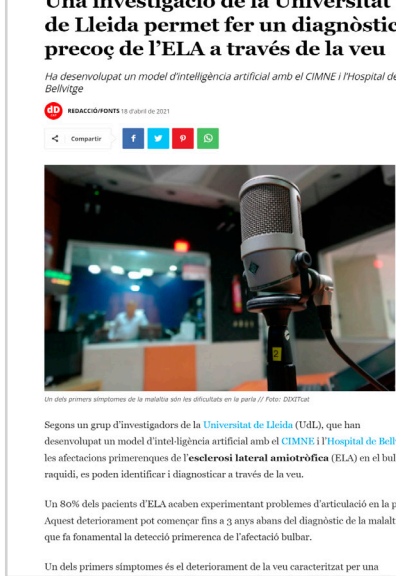 Una investigació de la Universitat
de Lleida permet fer un diagnòstic
precoç de l’ELA a través de la veu
Ha desenvolupat un model d'intel·ligència artificial amb el CIMNE i l'Hospital de
Bellvitge
dD
REDACCIÓ/FONTS 18 d'abril de 2021
Compartir
2
Un dels primers símptomes de la malaltia són les dificultats en la parla // Foto: DIXITcat
Segons un grup d’investigadors de la Universitat de Lleida (UdL), que han
desenvolupat un model d’intel·ligència artificial amb el CIMNE i l’Hospital de Bell
les afectacions primerenques de l’esclerosi lateral amiotròfica (ELA) en el bul
raquidi, es poden identificar i diagnosticar a través de la veu.
Un 80% dels pacients d’ELA acaben experimentant problemes d’articulació en la p
Aquest deteriorament pot començar fins a 3 anys abans del diagnòstic de la malalt
que fa fonamental la detecció primerenca de l’afectació bulbar.
Un dels primers símptomes és el deteriorament de la veu caracteritzat per una